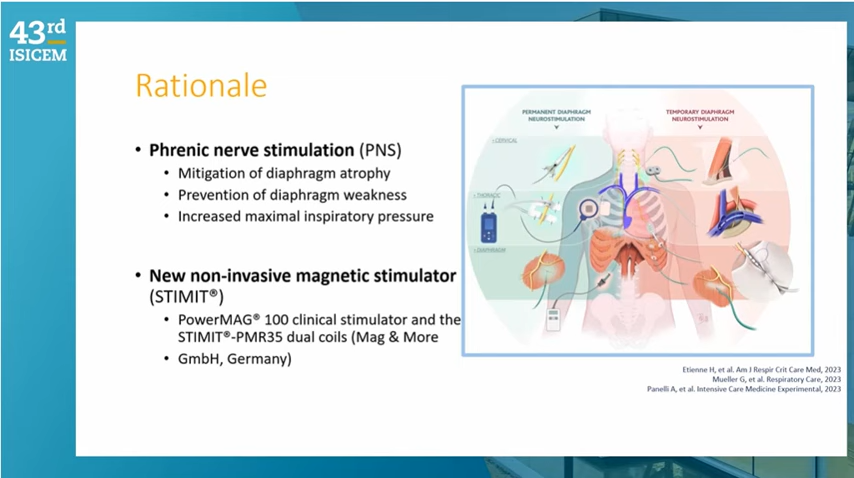 43rd
ISICEM
Rationale
• Phrenic nerve stimulation (PNS)
• Mitigation of diaphragm atrophy
• Prevention of diaphragm weakness
• Increased maximal inspiratory pressure
• New non-invasive magnetic stimulator
(STIMIT®)
• PowerMAG® 100 clinical stimulator and the
STIMIT®-PMR35 dual coils (Mag & More
• GmbH, Germany)
PERMANENT DIAPHRAGM
NEUROSTIMULATION
TEMPORARY DIAPHRAGM
NEUROSTIMULATION
CERVICAL
THORACIC
DIAPHRAGM
Etienne H, et al. Am J Respir Crit Care Med, 2023
Mueller G, et al. Respiratory Care, 2023
Panelli A, et al. Intensive Care Medicine Experimental, 2023